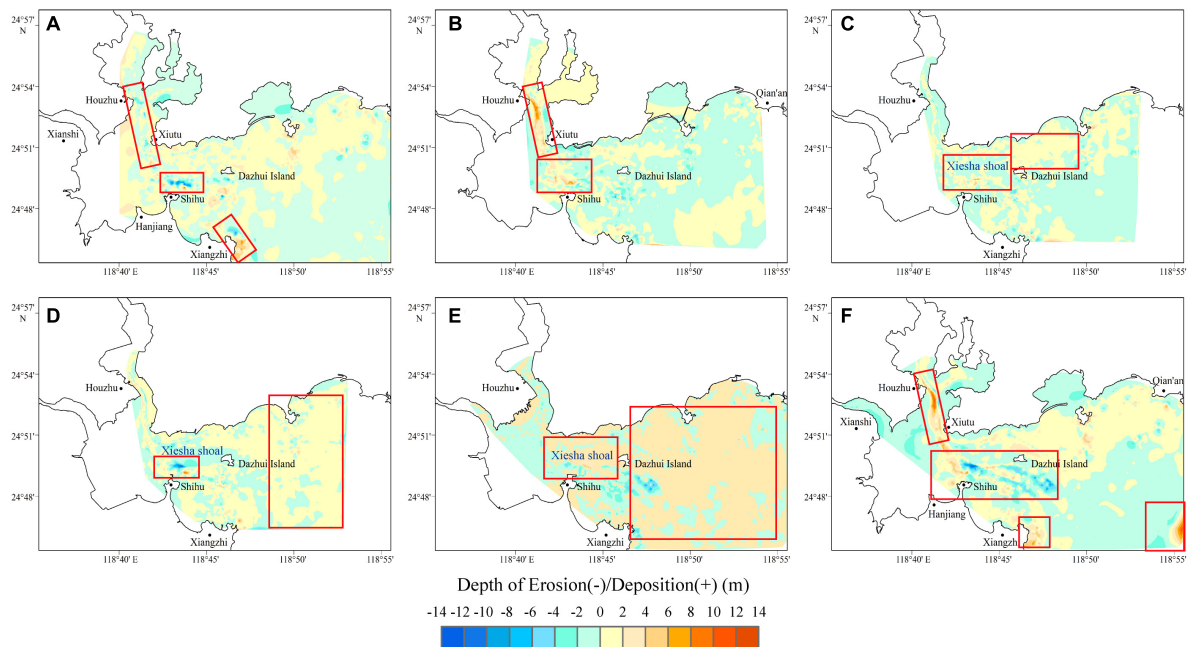 A
24°57'
N
24°54'
24°51'
24°48'
Houzhu
Xianshi
Xiutu
Dazhui Island
Shihu
Hanjiang
Xiangzhi
118°40' E
118°45'
118°50'
118°55'
B
24°57'
N
24°54'
24°51'
24°48'
Qian'an
Houzhu
Xiutu
Dazhui Island
Shihu
Xiangzhi
118°40' E
118°45'
118°50'
118°55'
C
24°57'
N
24°54'
24°51'
24°48'
Houzhu
Xiesha shoal
Dazhui Island
Shihu
Xiangzhi
118°40' E
118°45'
118°50'
118°55'
D
24°57'
N
24°54'
24°51'
24°48'
Houzhu
Xiesha shoal
Dazhui Island
Shihu
Xiangzhi
118°40' E
118°45'
118°50'
118°55'
E
24°57'
N
24°54'
24°51'
24°48'
Houzhu
Xiesha shoal
Dazhui Island
Shihu
Xiangzhi
118°40' E
118°45'
118°50'
118°55'
F
24°57'
N
24°54'
24°51'
24°48'
Qian'an
Houzhu
Xianshi
Xiutu
Dazhui Island
Shihu
Hanjiang
Xiangzh
118°40' E
118°45'
118°50'
118°55'
Depth of Erosion(-)/Deposition(+) (m)
-14 -12 -10 -8 -6 -4 -2 0 2 4 6 8 10 12 14